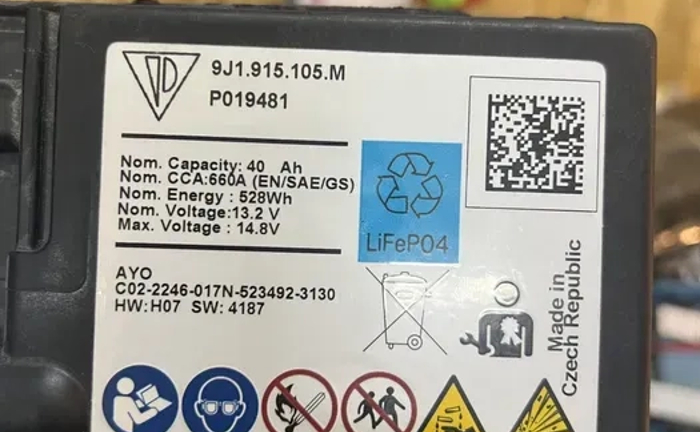 9J1.915.105.M
P019481
Nom. Capacity: 40 Ah
Nom. CCA:660A (EN/SAE/GS)
Nom. Energy : 528Wh
Nom. Voltage:13.2 V
Max. Voltage : 14.8V
LiFePO4
AYO
C02-2246-017N-523492-3130
HW:H07 SW: 4187
Made in
Czech Republic